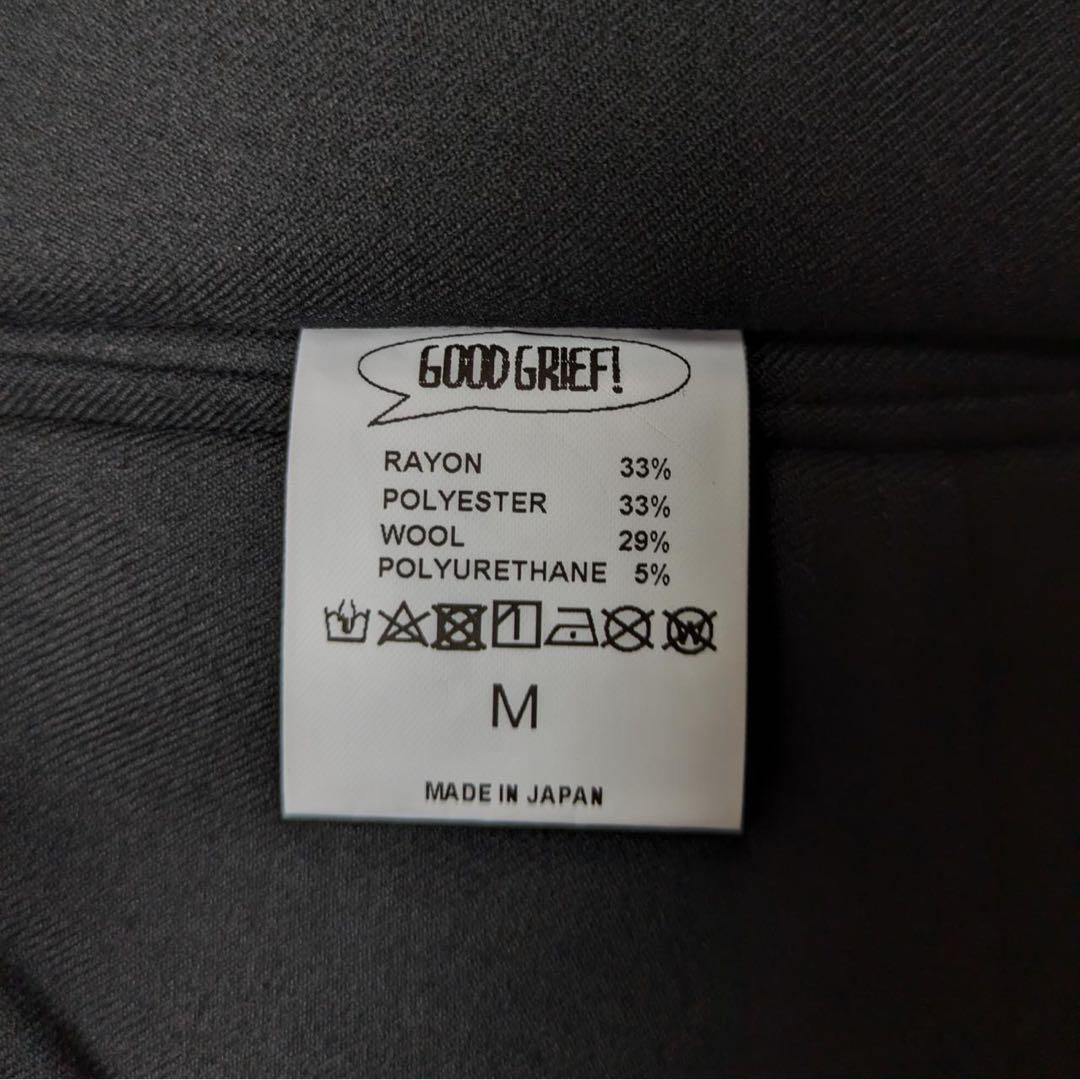 GOOD GRIEF!
RAYON 33%
POLYESTER 33%
WOOL 29%
POLYURETHANE 5%
W
M
MADE IN JAPAN